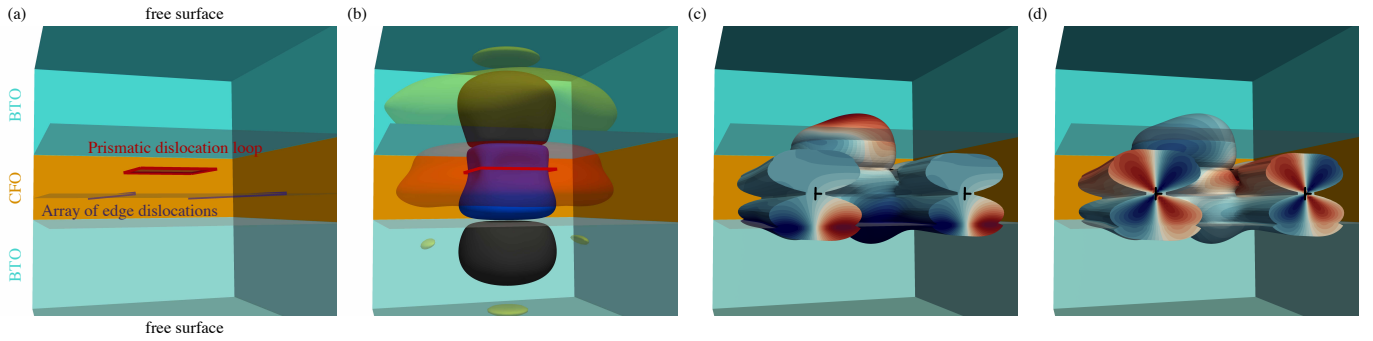 (a) free surface (b) (c) (d)
BTO
CFO
BTO
Prismatic dislocation loop
Array of edge dislocations
free surface